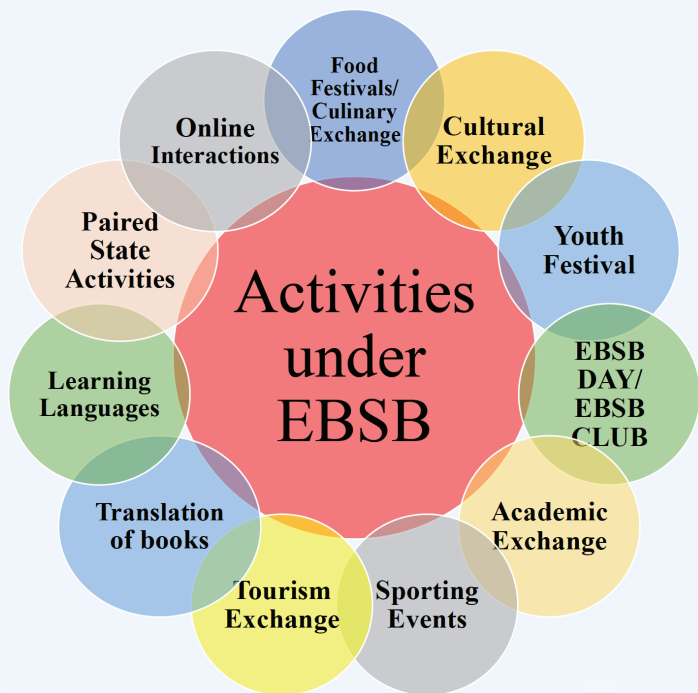 Activities
under
EBSB
Food
Festivals/
Culinary
Exchange
Cultural
Exchange
Youth
Festival
EBSB
DAY/
EBSB
CLUB
Academic
Exchange
Sporting
Events
Tourism
Exchange
Translation
of books
Learning
Languages
Paired
State
Activities
Online
Interactions